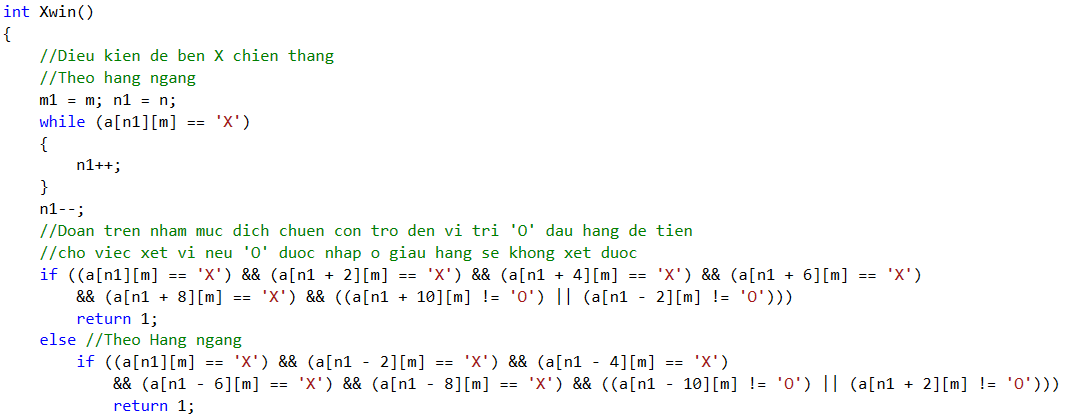 int Xwin()
{
    //Dieu kien de ben X chien thang
    //Theo hang ngang
    m1 = m; n1 = n;
    while (a[n1][m] == 'X')
    {
        n1++;
    }
    n1--;
    //Doan tren nham muc dich chuen con tro den vi tri 'O' dau hang de tien
    //cho viec xet vi neu 'O' duoc nhap o giau hang se khong xet duoc
    if ((a[n1][m] == 'X') && (a[n1 + 2][m] == 'X') && (a[n1 + 4][m] == 'X') && (a[n1 + 6][m] == 'X')
        && (a[n1 + 8][m] == 'X') && ((a[n1 + 10][m] != 'O') || (a[n1 - 2][m] != 'O')))
        return 1;
    else //Theo Hang ngang
        if ((a[n1][m] == 'X') && (a[n1 - 2][m] == 'X') && (a[n1 - 4][m] == 'X')
            && (a[n1 - 6][m] == 'X') && (a[n1 - 8][m] == 'X') && ((a[n1 - 10][m] != 'O') || (a[n1 + 2][m] != 'O')))
            return 1;